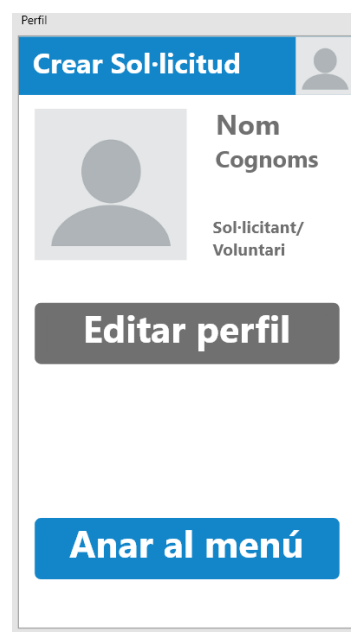 Perfil
Crear Sol·licitud
Nom
Cognoms
Sol·licitant/
Voluntari
Editar perfil
Anar al menú